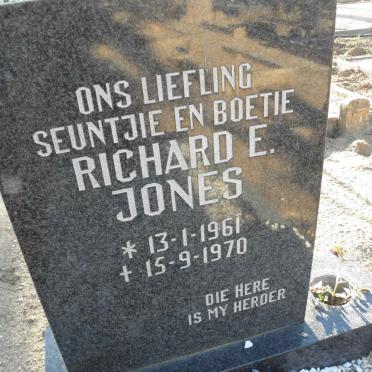 ONS LIEFLING
SEUNTJIE EN BOETIE
RICHARD E.
JONES
* 13-1-1961
+ 15-9-1970
DIE HERE
IS MY HERDER